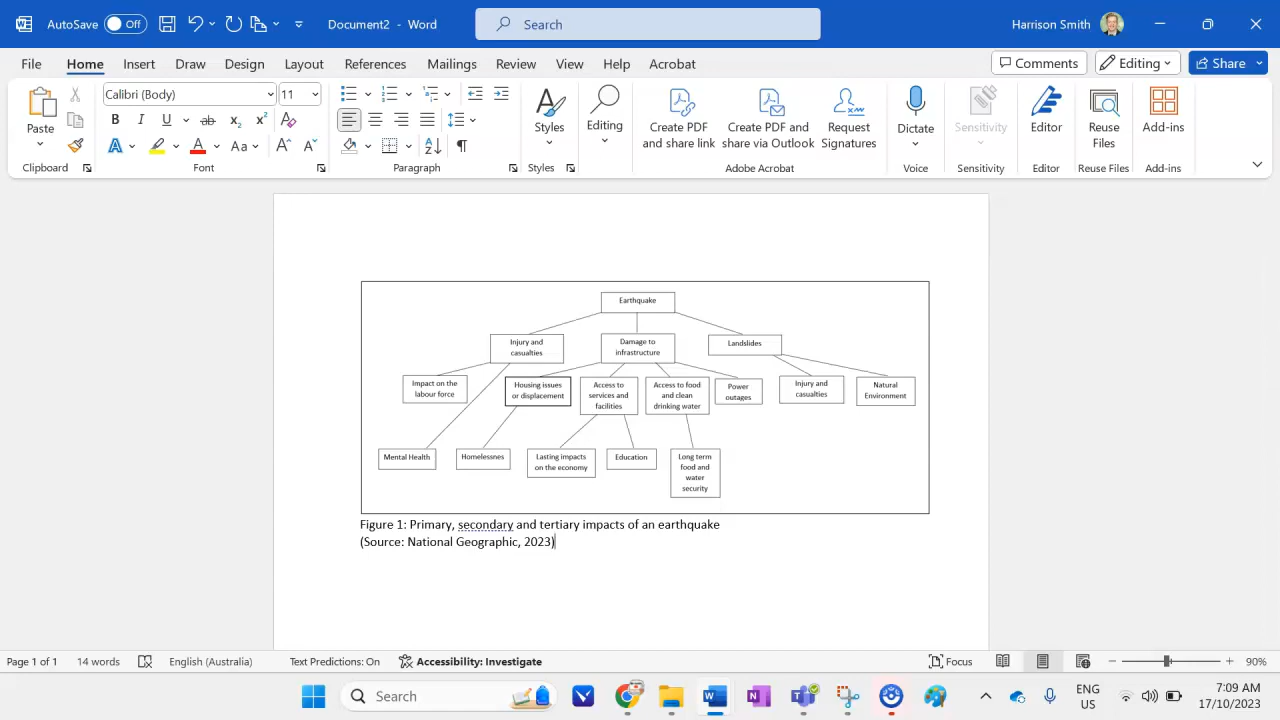 AutoSave Off Document2 - Word Search Harrison Smith
File Home Insert Draw Design Layout References Mailings Review View Help Acrobat Comments Editing Share
Calibri (Body) 11
Paste Styles Editing Create PDF and share link Create PDF and share via Outlook Request Signatures Dictate Sensitivity Editor Reuse Files Add-ins
Clipboard Font Paragraph Styles Adobe Acrobat Voice Sensitivity Editor Reuse Files Add-ins
Earthquake
Injury and casualties
Damage to infrastructure
Landslides
Impact on the labour force
Housing issues or displacement
Access to services and facilities
Access to food and clean drinking water
Power outages
Injury and casualties
Natural Environment
Mental Health
Homelessnes
Lasting impacts on the economy
Education
Long term food and water security
Figure 1: Primary, secondary and tertiary impacts of an earthquake
(Source: National Geographic, 2023)
Page 1 of 1 14 words English (Australia) Text Predictions: On Accessibility: Investigate Focus 90%
Search ENG US 7:09 AM 17/10/2023